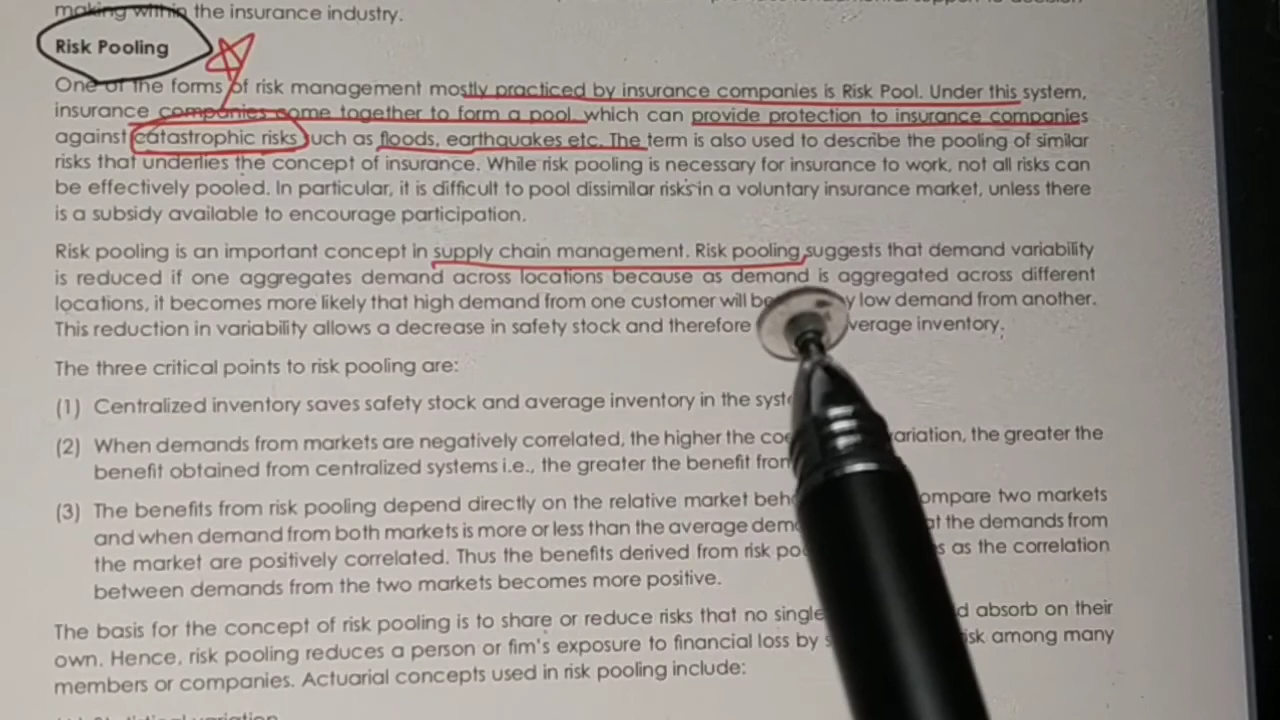 making within the insurance industry.
Risk Pooling
One of the forms of risk management mostly practiced by insurance companies is Risk Pool. Under this system,
insurance companies come together to form a pool which can provide protection to insurance companies
against catastrophic risks such as floods, earthquakes etc. The term is also used to describe the pooling of similar
risks that underlies the concept of insurance. While risk pooling is necessary for insurance to work, not all risks can
be effectively pooled. In particular, it is difficult to pool dissimilar risks in a voluntary insurance market, unless there
is a subsidy available to encourage participation.
Risk pooling is an important concept in supply chain management. Risk pooling suggests that demand variability
is reduced if one aggregates demand across locations because as demand is aggregated across different
locations, it becomes more likely that high demand from one customer will be y low demand from another.
This reduction in variability allows a decrease in safety stock and therefore verage inventory.
The three critical points to risk pooling are:
(1) Centralized inventory saves safety stock and average inventory in the syste
(2) When demands from markets are negatively correlated, the higher the co ariation, the greater the
benefit obtained from centralized systems i.e., the greater the benefit from
(3) The benefits from risk pooling depend directly on the relative market beh ompare two markets
and when demand from both markets is more or less than the average dem at the demands from
the market are positively correlated. Thus the benefits derived from risk po s as the correlation
between demands from the two markets becomes more positive.
The basis for the concept of risk pooling is to share or reduce risks that no single d absorb on their
own. Hence, risk pooling reduces a person or fim's exposure to financial loss by s isk among many
members or companies. Actuarial concepts used in risk pooling include: